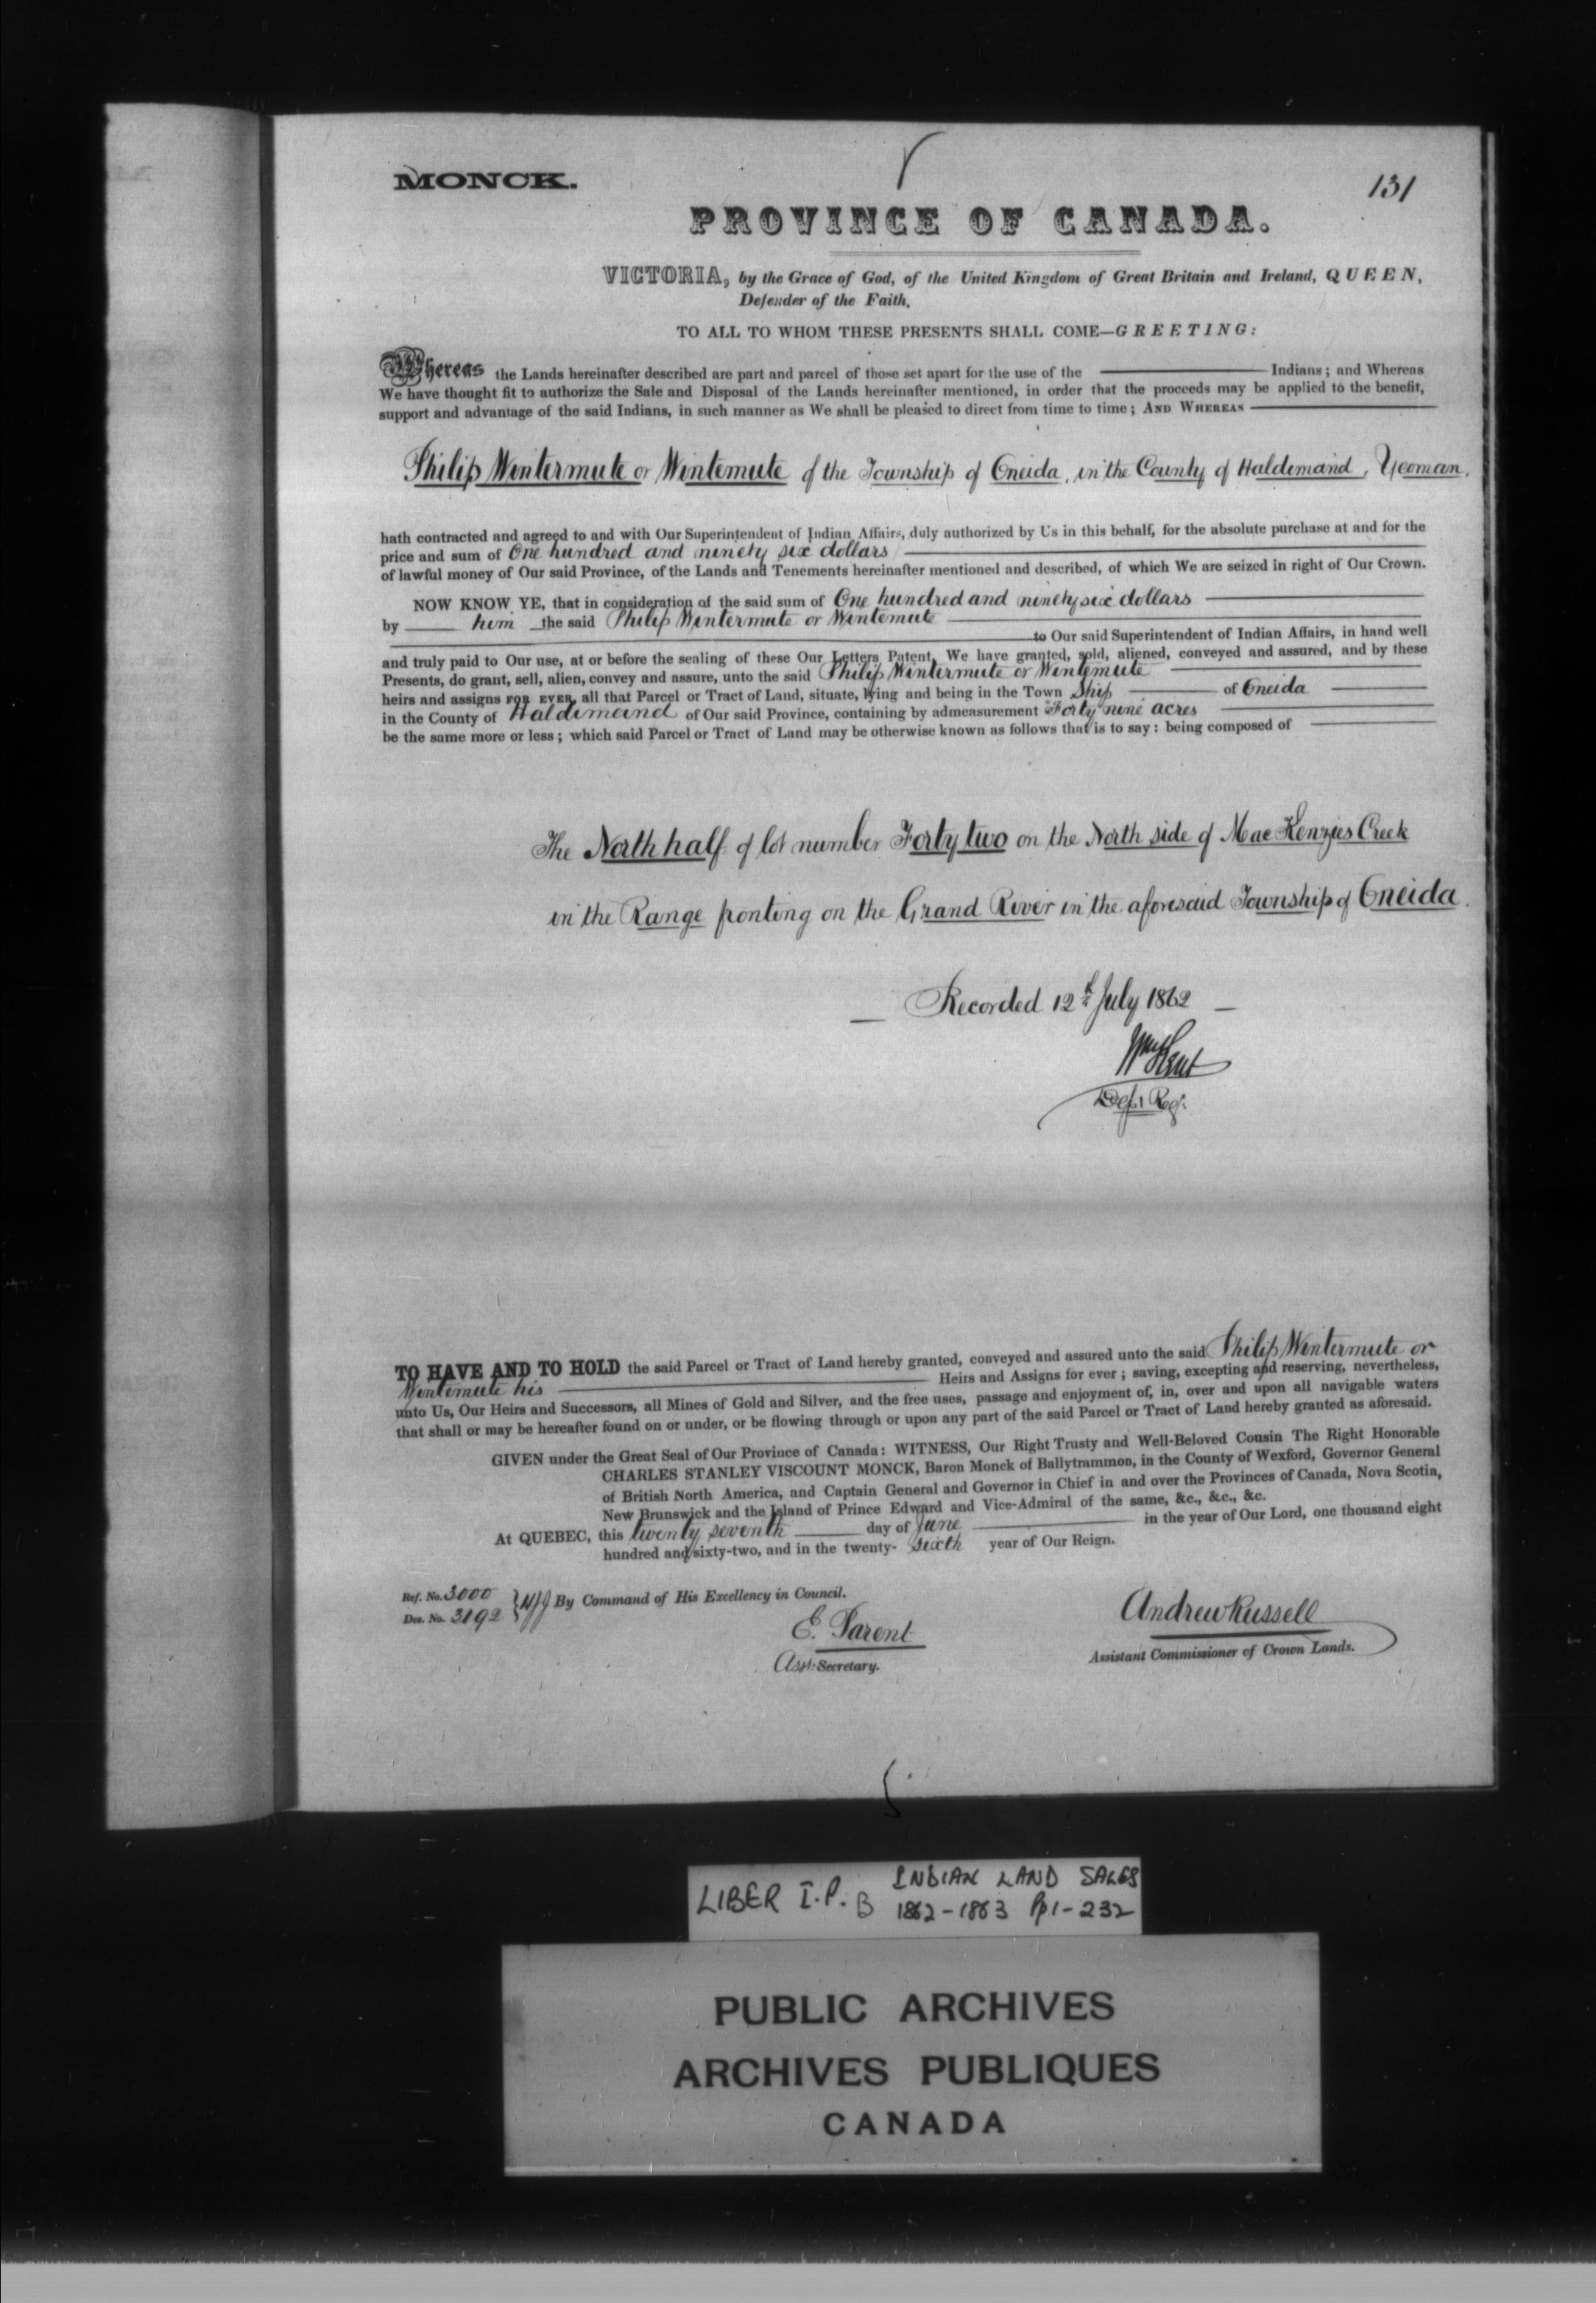 MONCK.
131
PROVINCE OF CANADA.
VICTORIA, by the Grace of God, of the United Kingdom of Great Britain and Ireland, QUEEN,
Defender of the Faith.
TO ALL TO WHOM THESE PRESENTS SHALL COME—GREETING:
Whereas the Lands hereinafter described are part and parcel of those set apart for the use of the Indians; and Whereas
We have thought fit to authorize the Sale and Disposal of the Lands hereinafter mentioned, in order that the proceeds may be applied to the benefit,
support and advantage of the said Indians, in such manner as We shall be pleased to direct from time to time; AND WHEREAS
Philip Wintermute or Wintemute of the Township of Oneida, in the County of Haldimand, Yeoman,
hath contracted and agreed to and with Our Superintendent of Indian Affairs, duly authorized by Us in this behalf, for the absolute purchase at and for the
price and sum of One hundred and ninety six dollars
of lawful money of Our said Province, of the Lands and Tenements hereinafter mentioned and described, of which We are seized in right of Our Crown.
NOW KNOW YE, that in consideration of the said sum of One hundred and ninety six dollars
by him the said Philip Wintermute or Wintemute
to Our said Superintendent of Indian Affairs, in hand well
and truly paid to Our use, at or before the sealing of these Our Letters Patent, We have granted, sold, aliened, conveyed and assured, and by these
Presents, do grant, sell, alien, convey and assure, unto the said Philip Wintermute or Wintemute
heirs and assigns FOR EVER, all that Parcel or Tract of Land, situate, lying and being in the Town ship of Oneida
in the County of Haldimand of Our said Province, containing by admeasurement Forty nine acres
be the same more or less; which said Parcel or Tract of Land may be otherwise known as follows that is to say: being composed of
The North half of lot number Forty two on the North side of Mac Kenzies Creek
in the Range fronting on the Grand River in the aforesaid Township of Oneida.
Recorded 12th July 1862
Wm Kent
Dep. Reg.
TO HAVE AND TO HOLD the said Parcel or Tract of Land hereby granted, conveyed and assured unto the said Philip Wintermute or
Wintemute his Heirs and Assigns for ever; saving, excepting and reserving, nevertheless,
unto Us, Our Heirs and Successors, all Mines of Gold and Silver, and the free uses, passage and enjoyment of, in, over and upon all navigable waters
that shall or may be hereafter found on or under, or be flowing through or upon any part of the said Parcel or Tract of Land hereby granted as aforesaid.
GIVEN under the Great Seal of Our Province of Canada: WITNESS, Our Right Trusty and Well-Beloved Cousin The Right Honorable
CHARLES STANLEY VISCOUNT MONCK, Baron Monck of Ballytrammon, in the County of Wexford, Governor General
of British North America, and Captain General and Governor in Chief in and over the Provinces of Canada, Nova Scotia,
New Brunswick and the Island of Prince Edward and Vice-Admiral of the same, &c., &c., &c.
At QUEBEC, this twenty seventh day of June in the year of Our Lord, one thousand eight
hundred and sixty-two, and in the twenty- sixth year of Our Reign.
Ref. No. 3000
Des. No. 3192
By Command of His Excellency in Council.
E. Parent
Asst. Secretary.
Andrew Russell
Assistant Commissioner of Crown Lands.
LIBER I.P. B INDIAN LAND SALES
1862-1863 Pp 1-232
PUBLIC ARCHIVES
ARCHIVES PUBLIQUES
CANADA